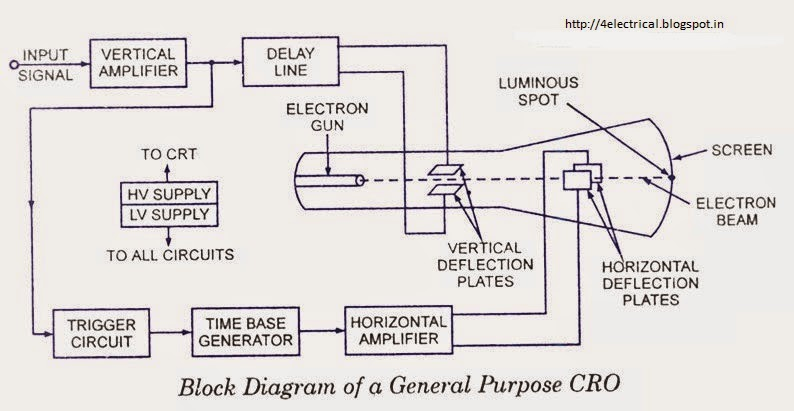 http://4electrical.blogspot.in
INPUT
SIGNAL
VERTICAL
AMPLIFIER
DELAY
LINE
ELECTRON
GUN
LUMINOUS
SPOT
SCREEN
ELECTRON
BEAM
TO CRT
HV SUPPLY
LV SUPPLY
TO ALL CIRCUITS
VERTICAL
DEFLECTION
PLATES
HORIZONTAL
DEFLECTION
PLATES
TRIGGER
CIRCUIT
TIME BASE
GENERATOR
HORIZONTAL
AMPLIFIER
Block Diagram of a General Purpose CRO